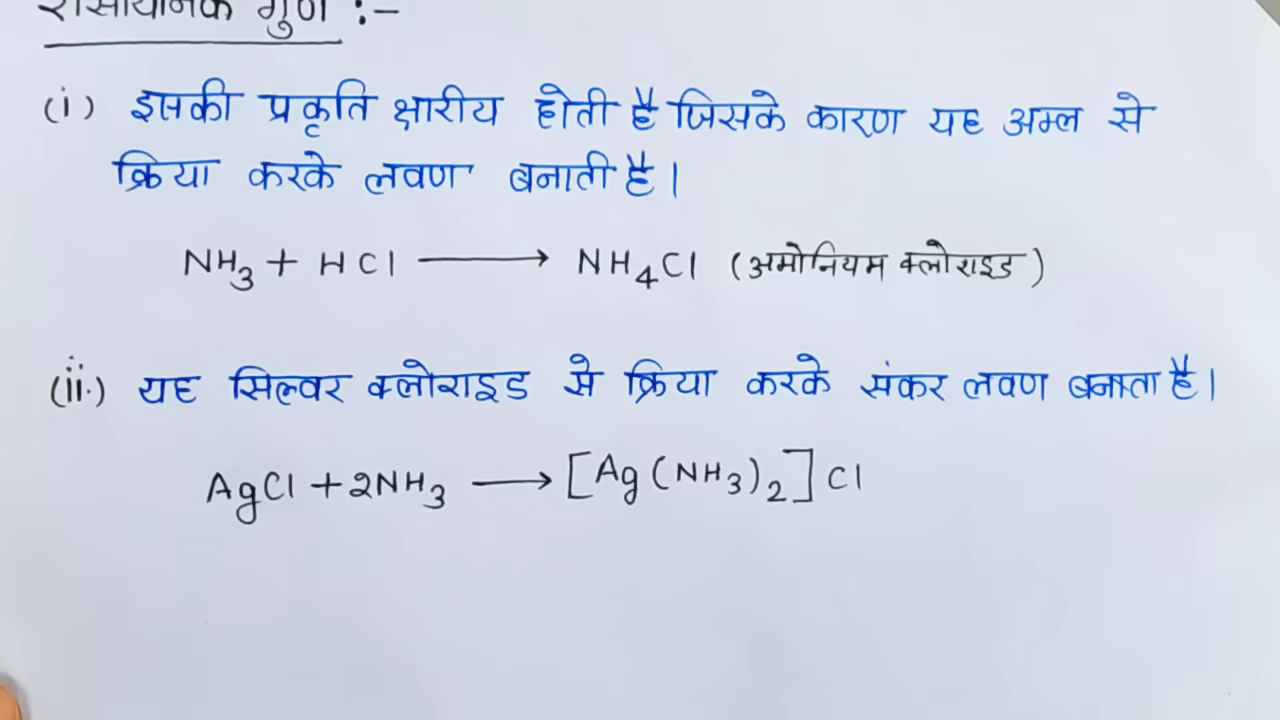 रासायनिक गुण :-
(i) इसकी प्रकृति क्षारीय होती है जिसके कारण यह अम्ल से
क्रिया करके लवण बनाती है।
NH₃ + HCl ⟶ NH₄Cl (अमोनियम क्लोराइड)
(ii.) यह सिल्वर क्लोराइड से क्रिया करके संकर लवण बनाता है।
AgCl + 2NH₃ ⟶ [Ag(NH₃)₂]Cl